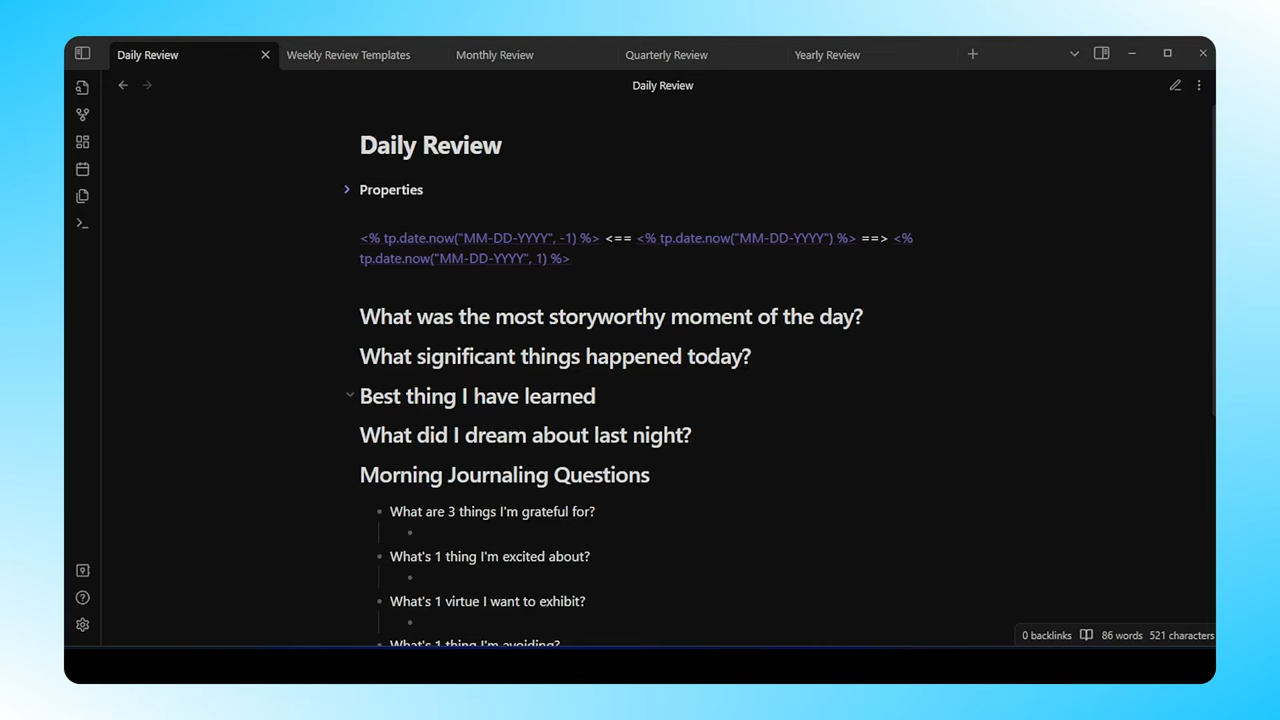 Daily Review
Weekly Review Templates
Monthly Review
Quarterly Review
Yearly Review
Daily Review
Daily Review
Properties
<% tp.date.now("MM-DD-YYYY", -1) %> <== <% tp.date.now("MM-DD-YYYY") %> ==> <%
tp.date.now("MM-DD-YYYY", 1) %>
What was the most storyworthy moment of the day?
What significant things happened today?
Best thing I have learned
What did I dream about last night?
Morning Journaling Questions
What are 3 things I'm grateful for?
What's 1 thing I'm excited about?
What's 1 virtue I want to exhibit?
What's 1 thing I'm avoiding?
0 backlinks 86 words 521 characters